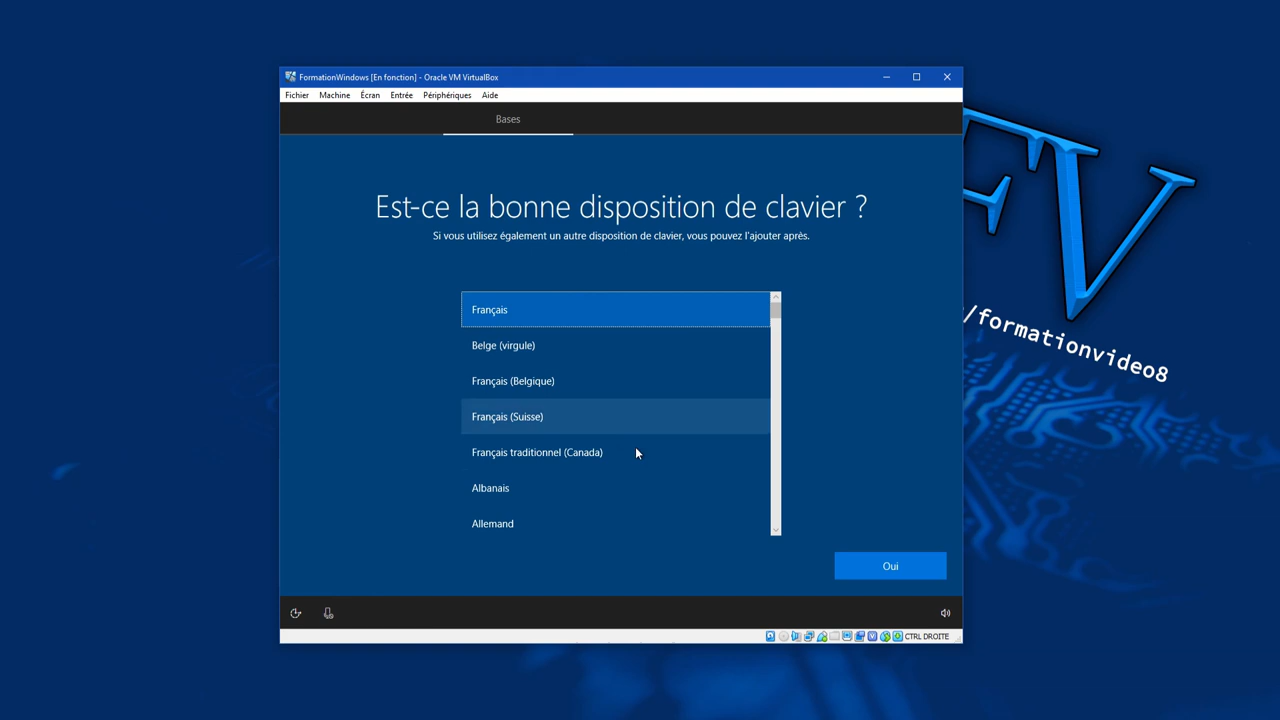 FormationWindows [En fonction] - Oracle VM VirtualBox
Fichier Machine Écran Entrée Périphériques Aide
Bases
Est-ce la bonne disposition de clavier ?
Si vous utilisez également un autre disposition de clavier, vous pouvez l'ajouter après.
Français
Belge (virgule)
Français (Belgique)
Français (Suisse)
Français traditionnel (Canada)
Albanais
Allemand
Oui
CTRL DROITE
FV
/formationvideo8